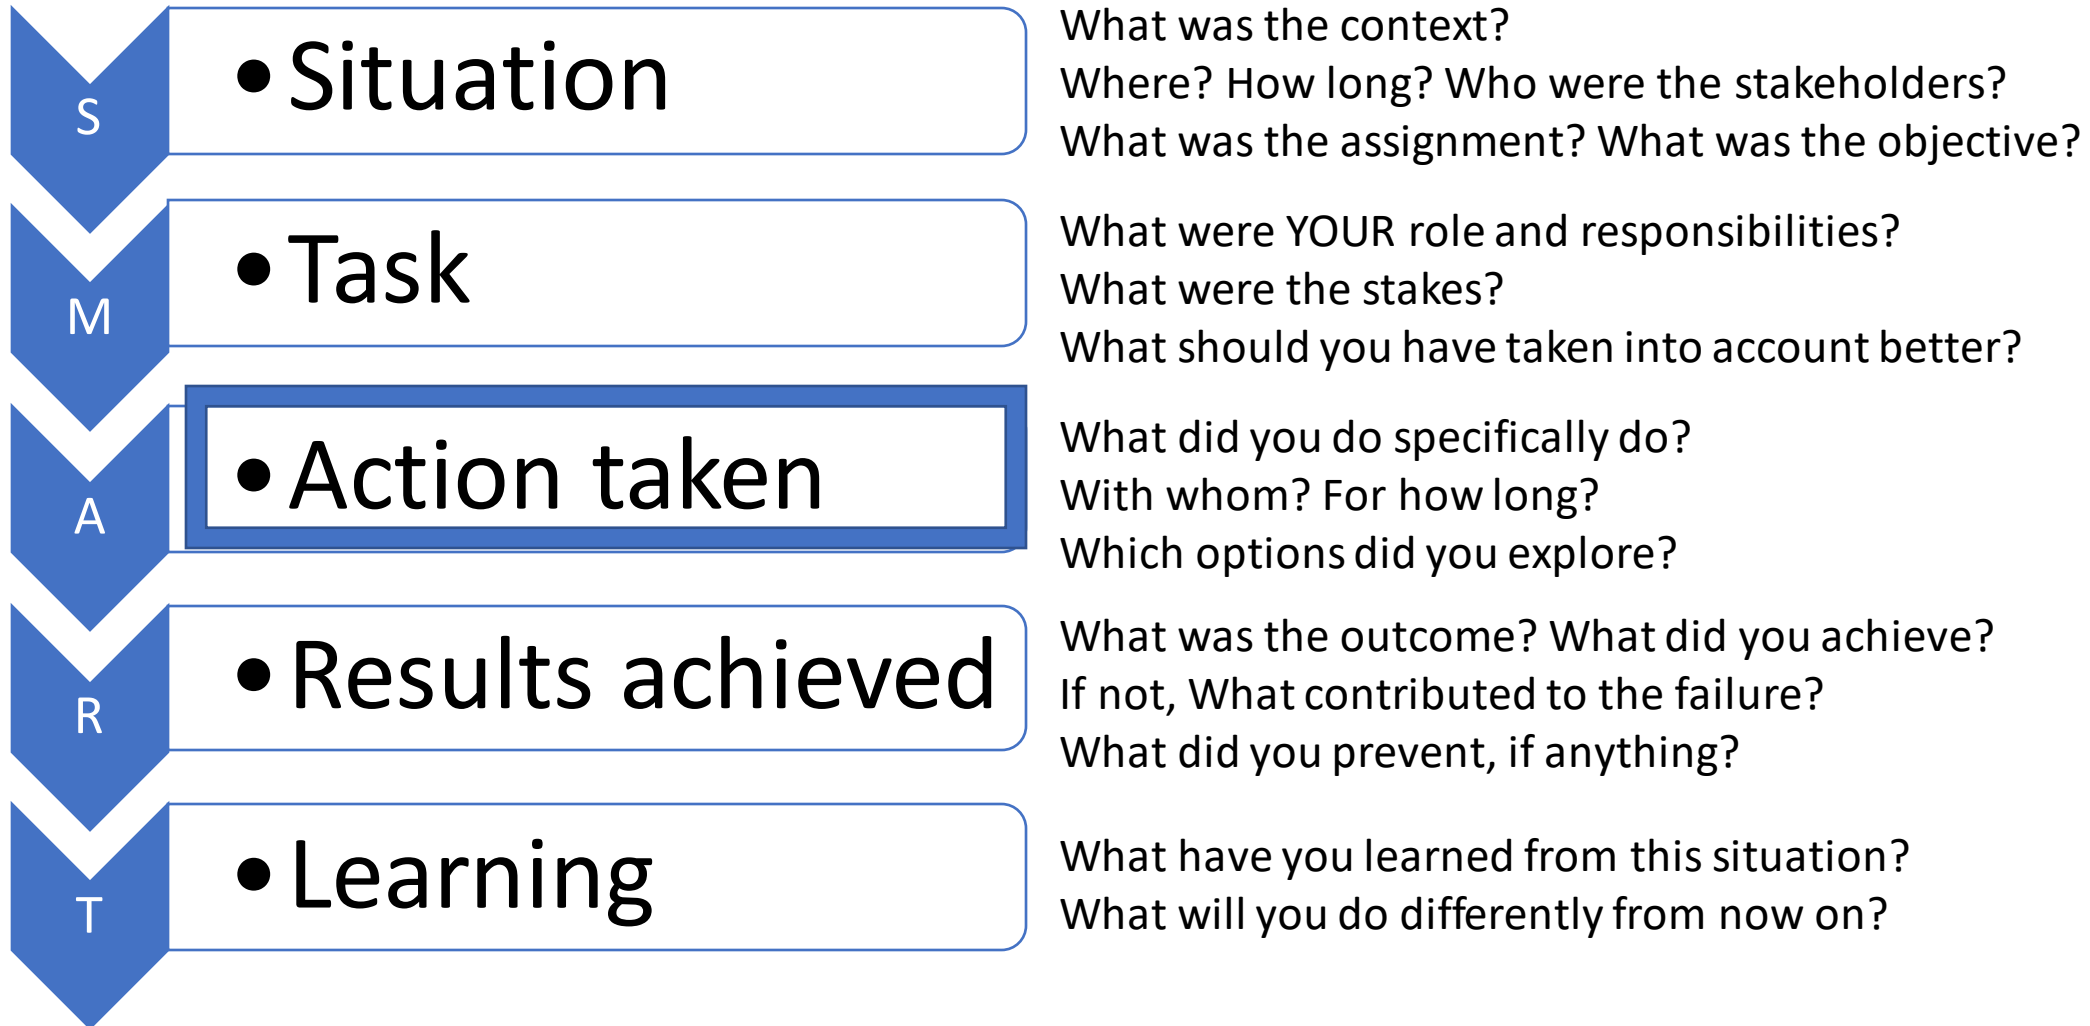 S
• Situation
What was the context?
Where? How long? Who were the stakeholders?
What was the assignment? What was the objective?
M
• Task
What were YOUR role and responsibilities?
What were the stakes?
What should you have taken into account better?
A
• Action taken
What did you do specifically do?
With whom? For how long?
Which options did you explore?
R
• Results achieved
What was the outcome? What did you achieve?
If not, What contributed to the failure?
What did you prevent, if anything?
T
• Learning
What have you learned from this situation?
What will you do differently from now on?